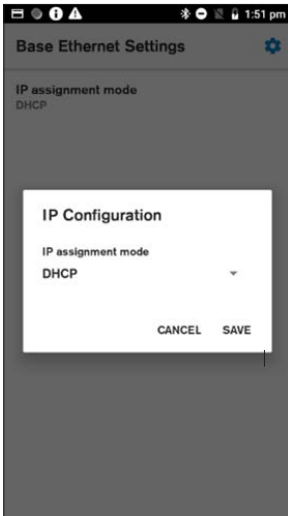 1:51 pm
Base Ethernet Settings
IP assignment mode
DHCP
IP Configuration
IP assignment mode
DHCP
CANCEL SAVE